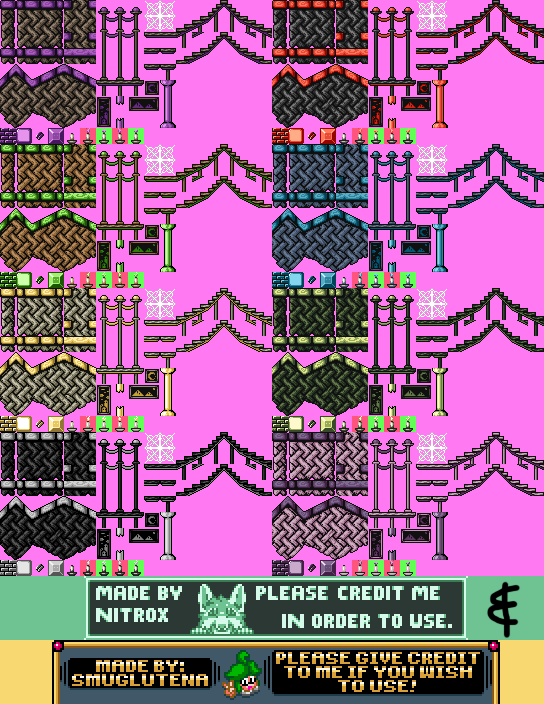 MADE BY
NITROX
PLEASE CREDIT ME
IN ORDER TO USE.
&
MADE BY:
SMUGLUTENA
PLEASE GIVE CREDIT
TO ME IF YOU WISH
TO USE!